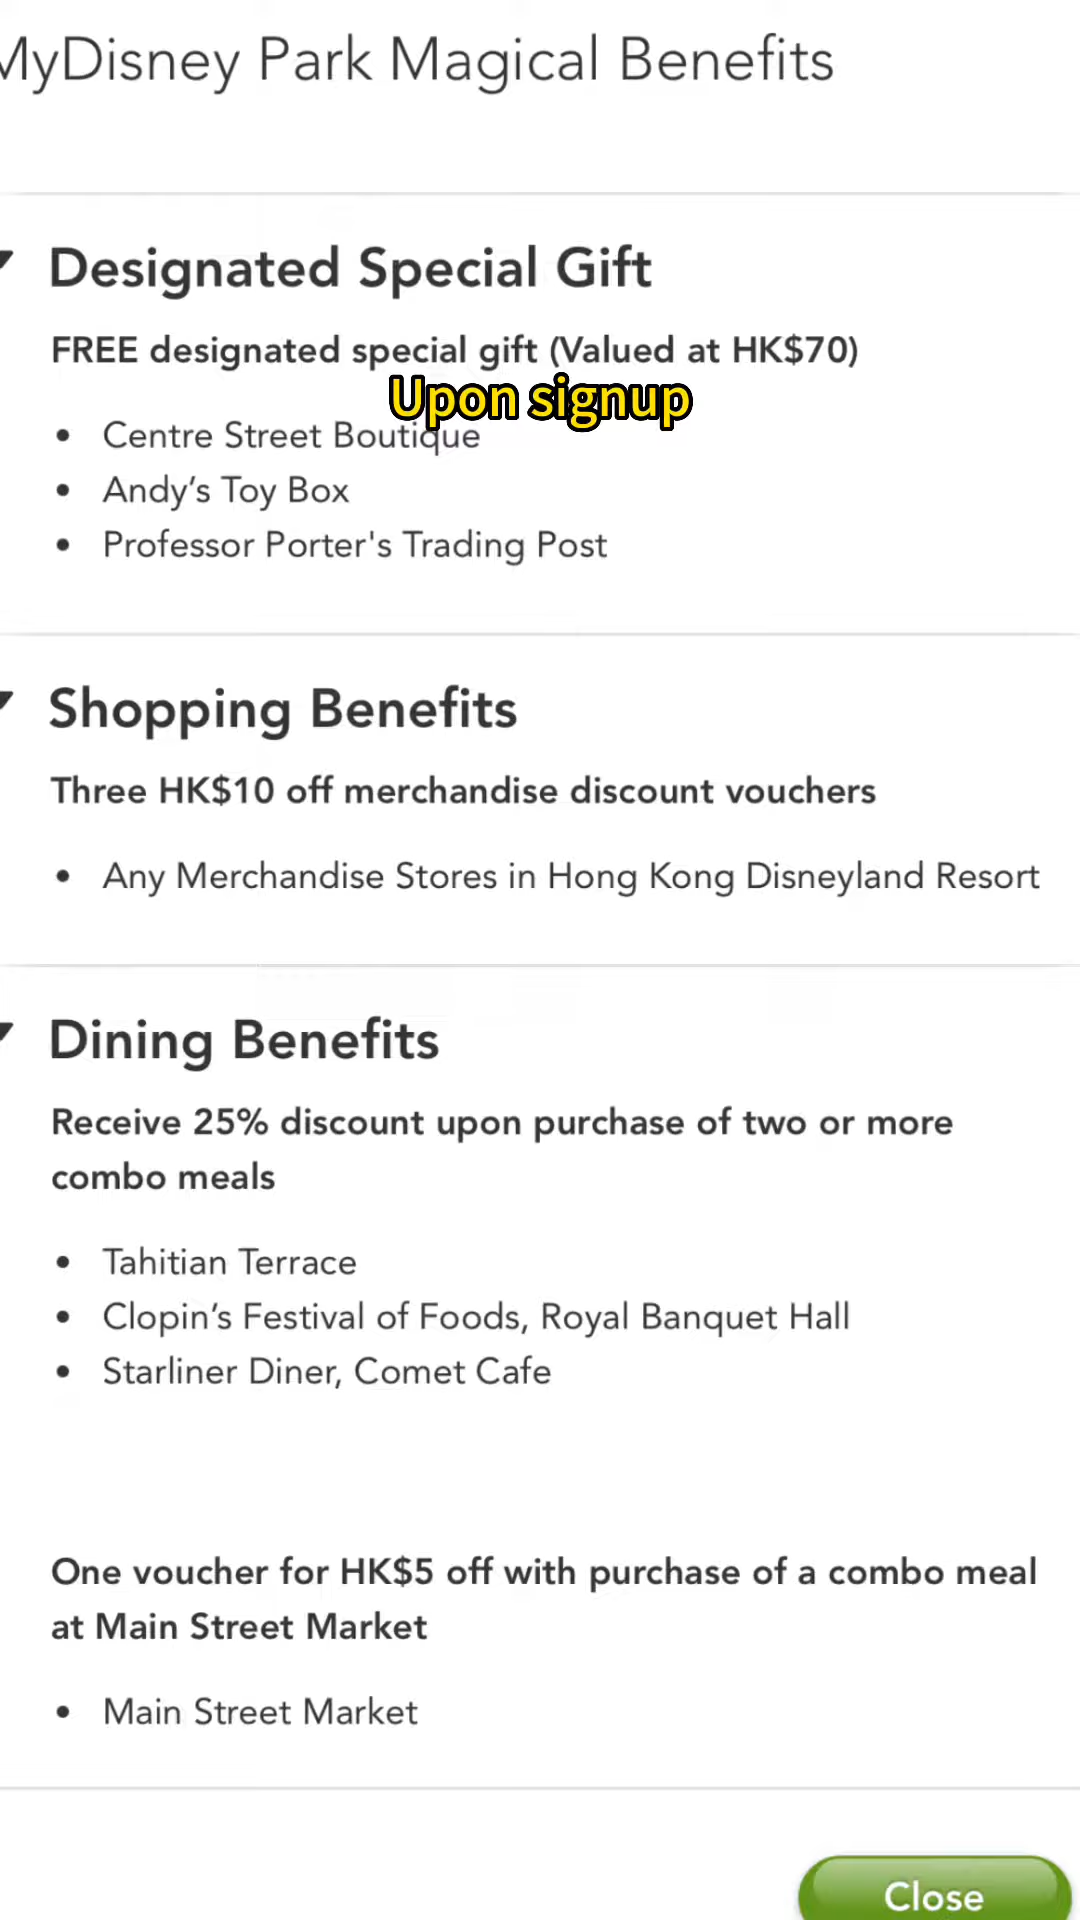 MyDisney Park Magical Benefits
Designated Special Gift
FREE designated special gift (Valued at HK$70)
Upon signup
• Centre Street Boutique
• Andy’s Toy Box
• Professor Porter's Trading Post
Shopping Benefits
Three HK$10 off merchandise discount vouchers
• Any Merchandise Stores in Hong Kong Disneyland Resort
Dining Benefits
Receive 25% discount upon purchase of two or more
combo meals
• Tahitian Terrace
• Clopin’s Festival of Foods, Royal Banquet Hall
• Starliner Diner, Comet Cafe
One voucher for HK$5 off with purchase of a combo meal
at Main Street Market
• Main Street Market
Close